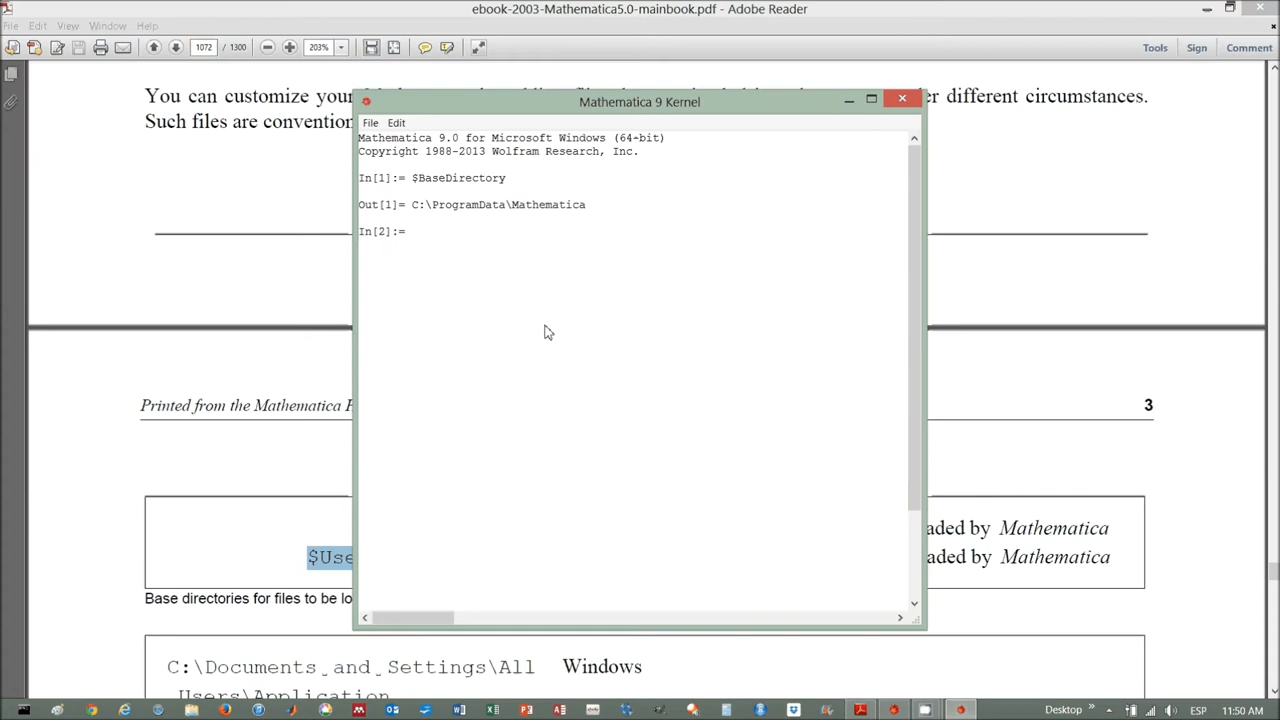 ebook-2003-Mathematica5.0-mainbook.pdf - Adobe Reader
File Edit View Window Help
1072 / 1300 203% Tools Sign Comment
You can customize your
er different circumstances.
Such files are convention
Mathematica 9 Kernel
File Edit
Mathematica 9.0 for Microsoft Windows (64-bit)
Copyright 1988-2013 Wolfram Research, Inc.
In[1]:= $BaseDirectory
Out[1]= C:\ProgramData\Mathematica
In[2]:=
Printed from the Mathematica
3
aded by Mathematica
$Use
aded by Mathematica
Base directories for files to be lo
C:\Documents_and_Settings\All Windows
Users\Application
Desktop ESP 11:50 AM